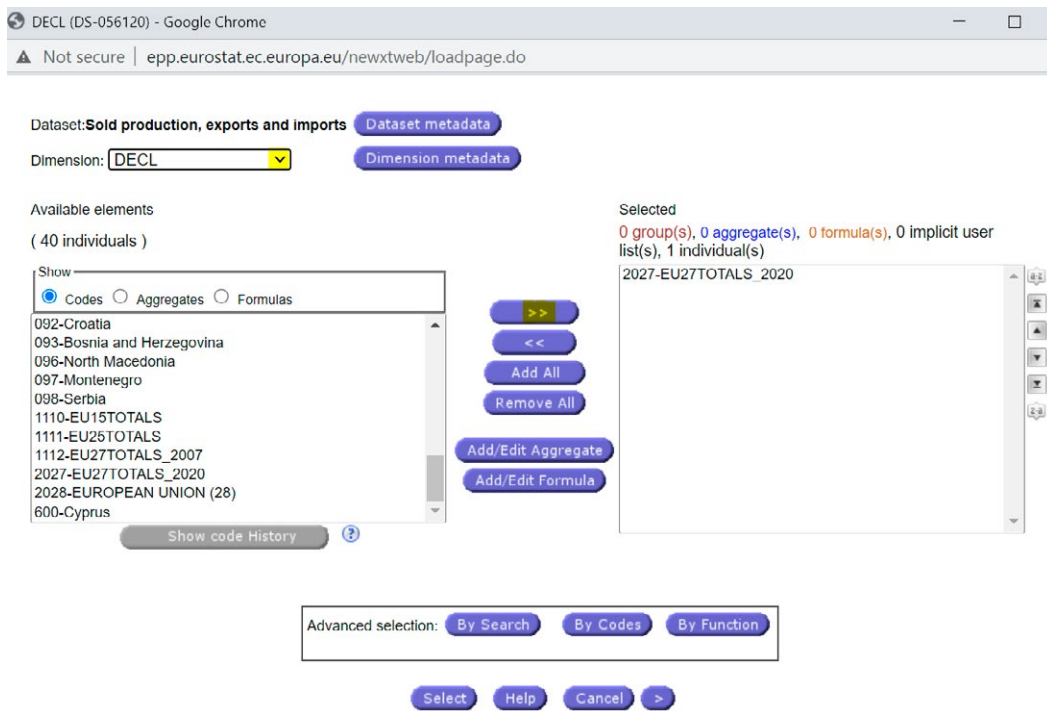 DECL (DS-056120) - Google Chrome
Not secure | epp.eurostat.ec.europa.eu/newxtweb/loadpage.do
Dataset:Sold production, exports and imports Dataset metadata
Dimension: DECL Dimension metadata
Available elements
( 40 individuals )
Show
Codes Aggregates Formulas
092-Croatia
093-Bosnia and Herzegovina
096-North Macedonia
097-Montenegro
098-Serbia
1110-EU15TOTALS
1111-EU25TOTALS
1112-EU27TOTALS_2007
2027-EU27TOTALS_2020
2028-EUROPEAN UNION (28)
600-Cyprus
Show code History ?
>>
<<
Add All
Remove All
Add/Edit Aggregate
Add/Edit Formula
Selected
0 group(s), 0 aggregate(s), 0 formula(s), 0 implicit user
list(s), 1 individual(s)
2027-EU27TOTALS_2020
a-z
z-a
Advanced selection: By Search By Codes By Function
Select Help Cancel >